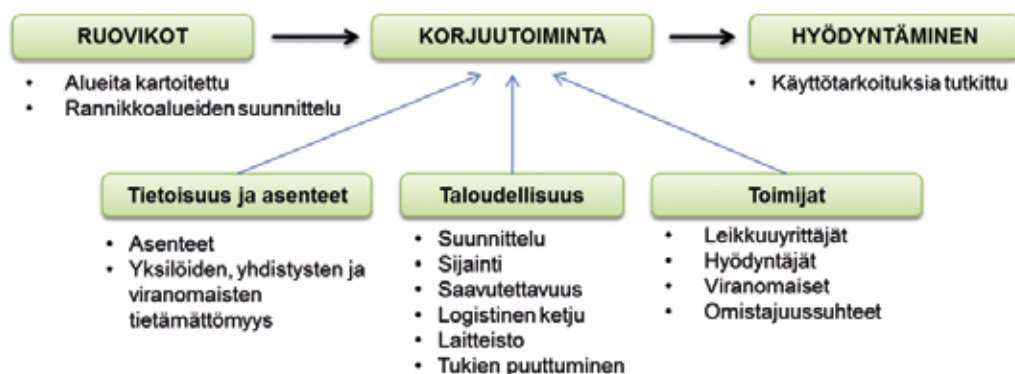 RUOVIKOT
KORJUUTOIMINTA
HYÖDYNTÄMINEN
• Alueita kartoitettu
• Rannikkoalueiden suunnittelu
• Käyttötarkoituksia tutkittu
Tietoisuus ja asenteet
• Asenteet
• Yksilöiden, yhdistysten ja
viranomaisten
tietämättömyys
Taloudellisuus
• Suunnittelu
• Sijainti
• Saavutettavuus
• Logistinen ketju
• Laitteisto
• Tukien puuttuminen
Toimijat
• Leikkuuyrittäjät
• Hyödyntäjät
• Viranomaiset
• Omistajuussuhteet